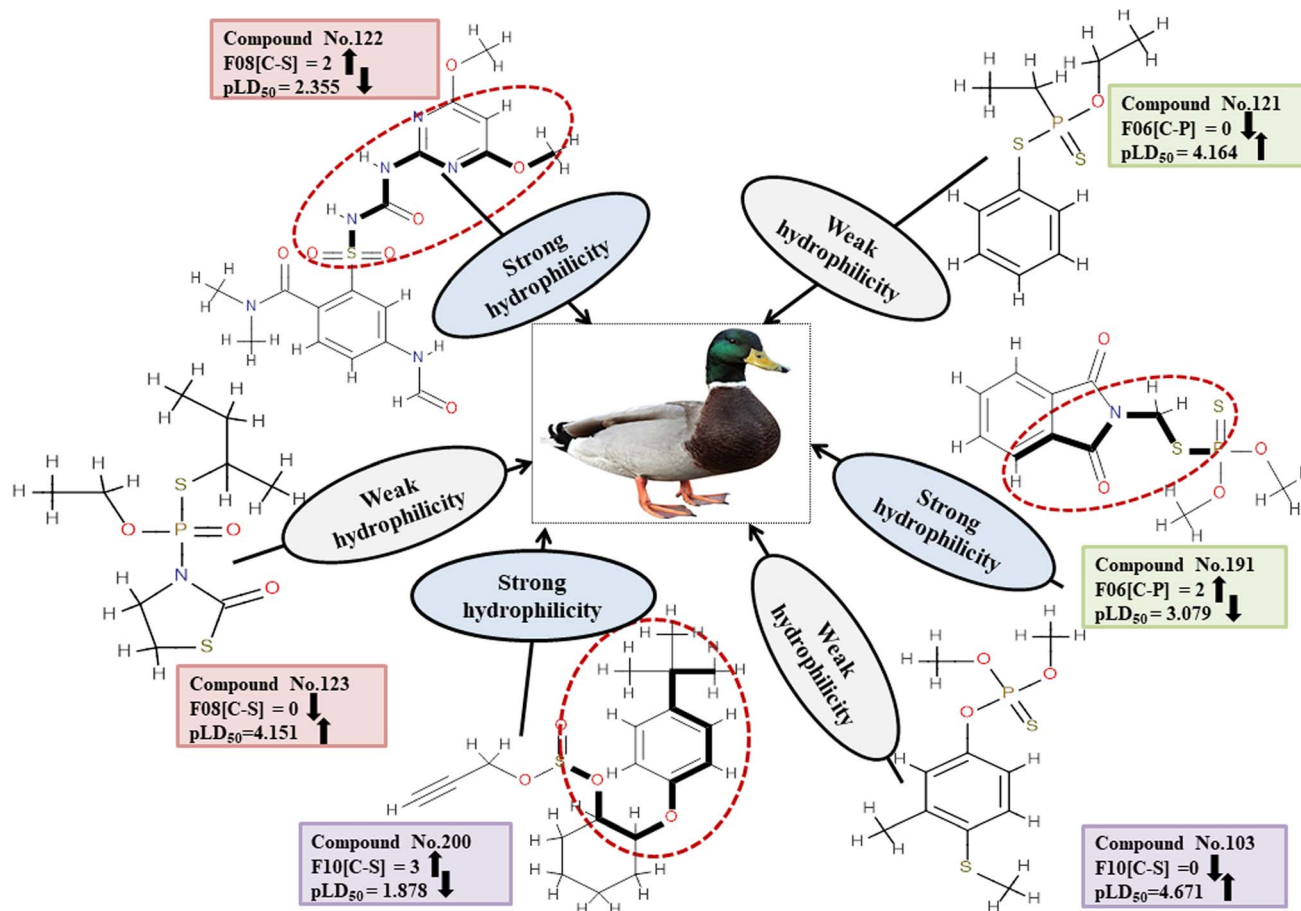 Compound No.122
F08[C-S] = 2
pLD50 = 2.355
Compound No.121
F06[C-P] = 0
pLD50 = 4.164
Strong
hydrophilicity
Weak
hydrophilicity
Weak
hydrophilicity
Strong
hydrophilicity
Strong
hydrophilicity
Weak
hydrophilicity
Compound No.191
F06[C-P] = 2
pLD50 = 3.079
Compound No.123
F08[C-S] = 0
pLD50=4.151
Compound No.200
F10[C-S] = 3
pLD50 = 1.878
Compound No.103
F10[C-S] =0
pLD50=4.671